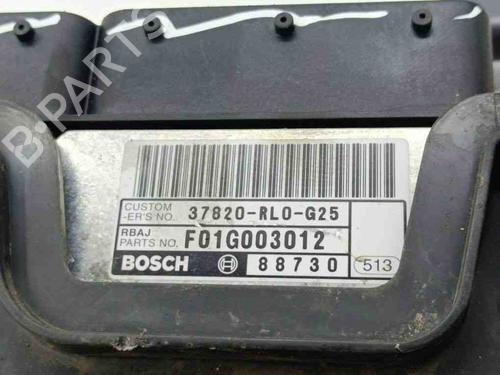 B-PARTS
CUSTOM
-ER'S NO. 37820-RL0-G25
RBAJ
PARTS NO. F01G003012
BOSCH 88730 513